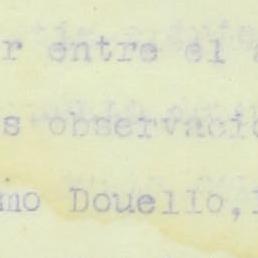 r entre el a
s observacio
mo Douello,